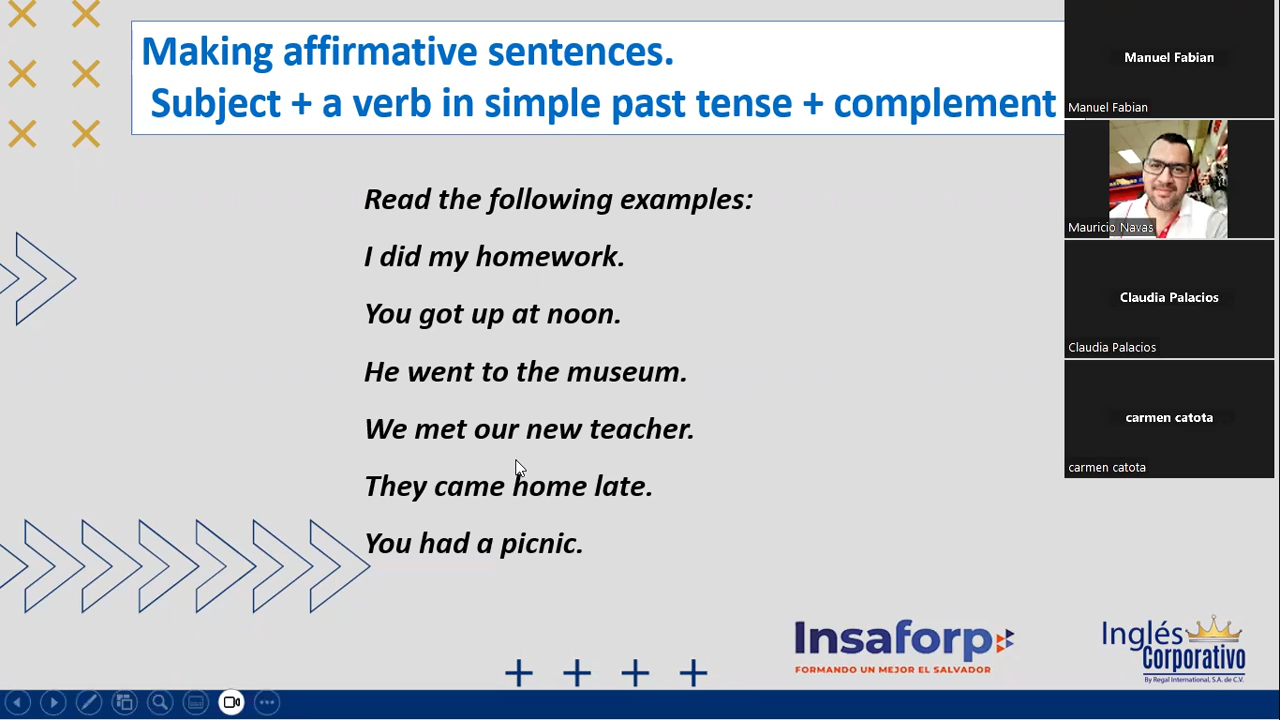 Making affirmative sentences.
Subject + a verb in simple past tense + complement
Read the following examples:
I did my homework.
You got up at noon.
He went to the museum.
We met our new teacher.
They came home late.
You had a picnic.
Manuel Fabian
Manuel Fabian
Mauricio Navas
Claudia Palacios
Claudia Palacios
carmen catota
carmen catota
Insaforp
FORMANDO UN MEJOR EL SALVADOR
Inglés
Corporativo
By Regal International, S.A. de C.V.